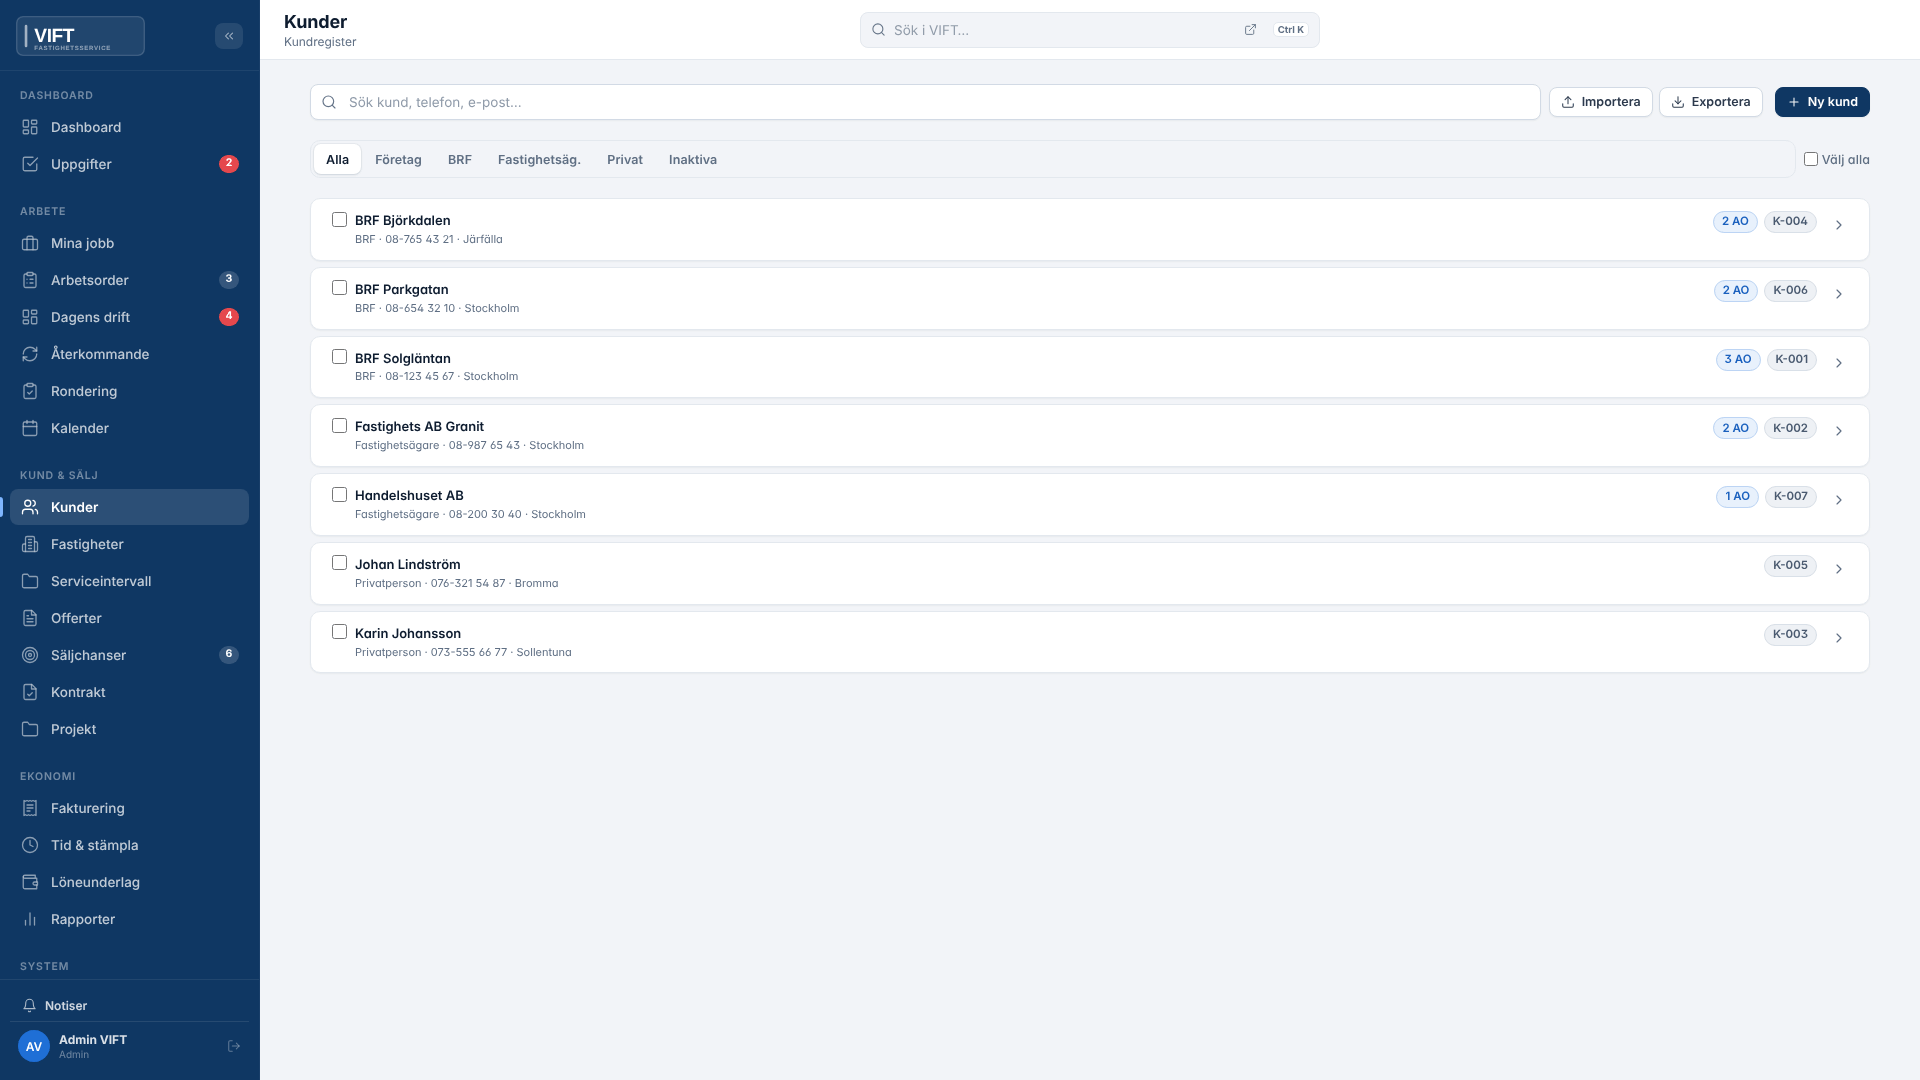 VIFT
FASTIGHETSSERVICE
DASHBOARD
Dashboard
Uppgifter 2
ARBETE
Mina jobb
Arbetsorder 3
Dagens drift 4
Återkommande
Rondering
Kalender
KUND & SÄLJ
Kunder
Fastigheter
Serviceintervall
Offerter
Säljchanser 6
Kontrakt
Projekt
EKONOMI
Fakturering
Tid & stämpla
Löneunderlag
Rapporter
SYSTEM
Notiser
AV Admin VIFT
Admin
Kunder
Kundregister
Sök i VIFT... Ctrl K
Sök kund, telefon, e-post... Importera Exportera Ny kund
Alla Företag BRF Fastighetsäg. Privat Inaktiva Välj alla
BRF Björkdalen 2 AO K-004
BRF · 08-765 43 21 · Järfälla
BRF Parkgatan 2 AO K-006
BRF · 08-654 32 10 · Stockholm
BRF Solgläntan 3 AO K-001
BRF · 08-123 45 67 · Stockholm
Fastighets AB Granit 2 AO K-002
Fastighetsägare · 08-987 65 43 · Stockholm
Handelshuset AB 1 AO K-007
Fastighetsägare · 08-200 30 40 · Stockholm
Johan Lindström K-005
Privatperson · 076-321 54 87 · Bromma
Karin Johansson K-003
Privatperson · 073-555 66 77 · Sollentuna